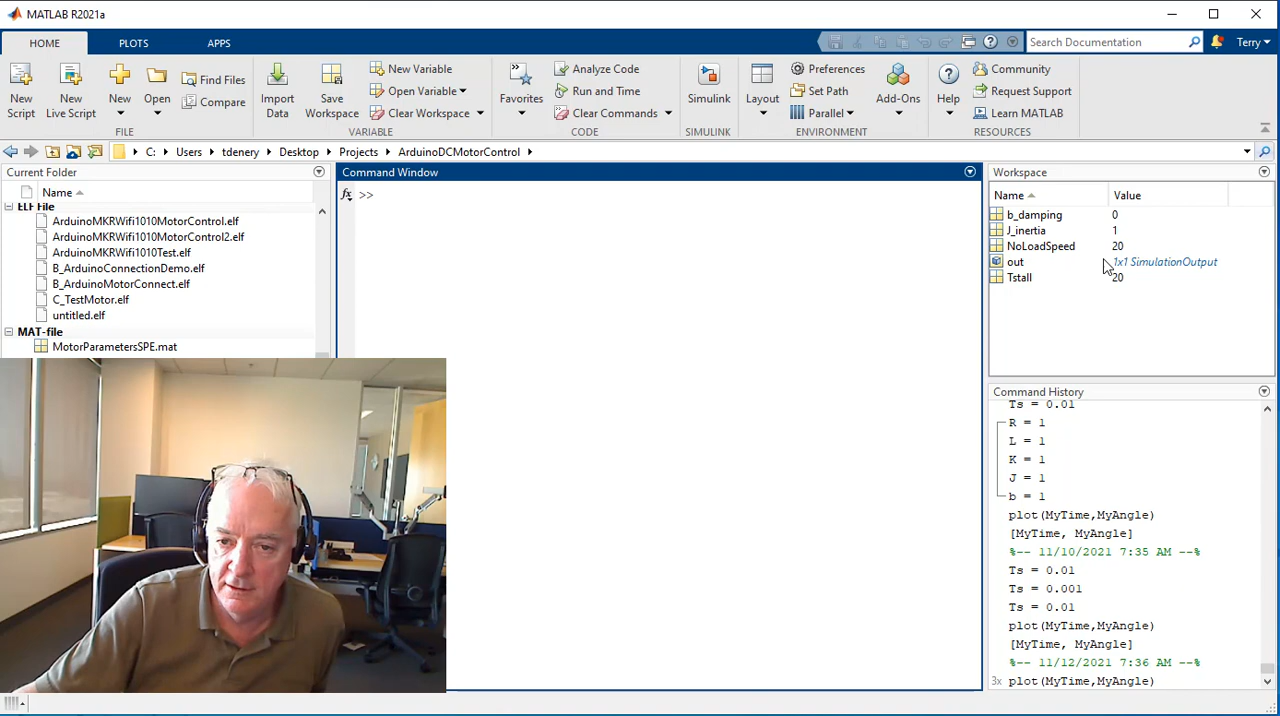 MATLAB R2021a
HOME
PLOTS
APPS
Search Documentation
Terry
New Script
New Live Script
New
Open
Find Files
Compare
FILE
Import Data
Save Workspace
New Variable
Open Variable
Clear Workspace
VARIABLE
Favorites
Analyze Code
Run and Time
Clear Commands
CODE
Simulink
SIMULINK
Layout
Preferences
Set Path
Parallel
Add-Ons
ENVIRONMENT
Help
Community
Request Support
Learn MATLAB
RESOURCES
C: Users tdenery Desktop Projects ArduinoDCMotorControl
Current Folder
Name
ELF File
ArduinoMKRWifi1010MotorControl.elf
ArduinoMKRWifi1010MotorControl2.elf
ArduinoMKRWifi1010Test.elf
B_ArduinoConnectionDemo.elf
B_ArduinoMotorConnect.elf
C_TestMotor.elf
untitled.elf
MAT-file
MotorParametersSPE.mat
Command Window
fx >>
Workspace
Name Value
b_damping 0
J_inertia 1
NoLoadSpeed 20
out 1x1 SimulationOutput
Tstall 20
Command History
Ts = 0.01
R = 1
L = 1
K = 1
J = 1
b = 1
plot(MyTime,MyAngle)
[MyTime, MyAngle]
%-- 11/10/2021 7:35 AM --%
Ts = 0.01
Ts = 0.001
Ts = 0.01
plot(MyTime,MyAngle)
[MyTime, MyAngle]
%-- 11/12/2021 7:36 AM --%
3x plot(MyTime,MyAngle)